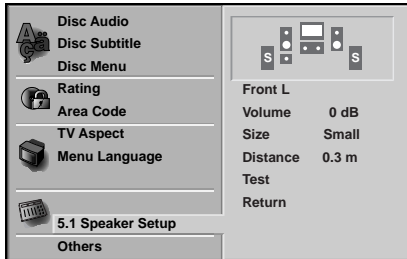 Disc Audio
Disc Subtitle
Disc Menu
Rating
Area Code
TV Aspect
Menu Language
5.1 Speaker Setup
Others
S S
Front L
Volume 0 dB
Size Small
Distance 0.3 m
Test
Return